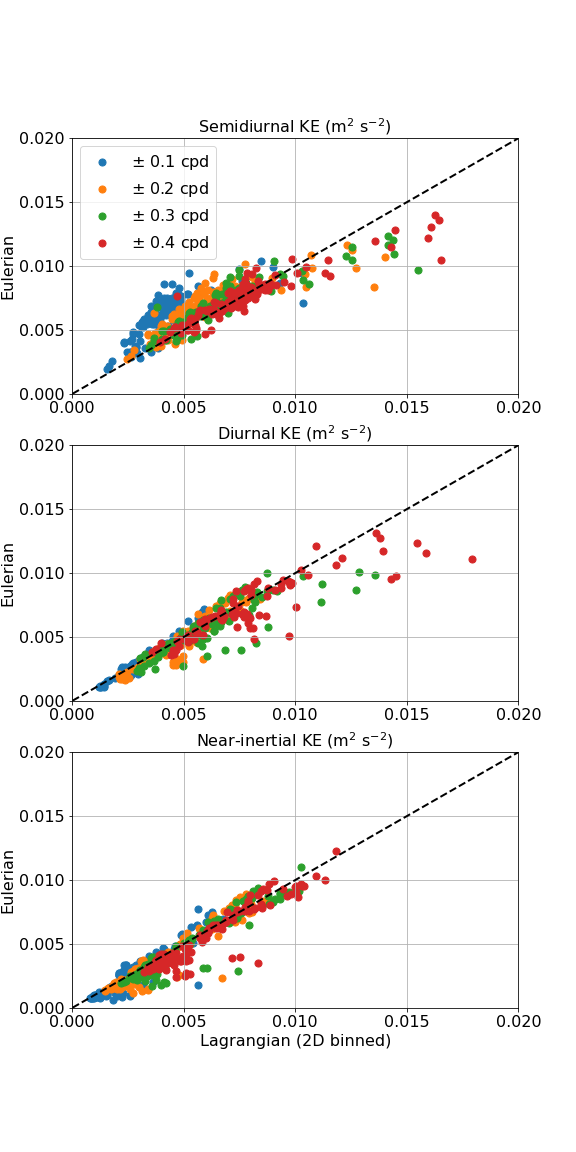 Semidiurnal KE (m² s⁻²)
0.020
0.015
0.010
0.005
0.000
Eulerian
± 0.1 cpd
± 0.2 cpd
± 0.3 cpd
± 0.4 cpd
0.000 0.005 0.010 0.015 0.020
Diurnal KE (m² s⁻²)
0.020
0.015
0.010
0.005
0.000
Eulerian
0.000 0.005 0.010 0.015 0.020
Near-inertial KE (m² s⁻²)
0.020
0.015
0.010
0.005
0.000
Eulerian
0.000 0.005 0.010 0.015 0.020
Lagrangian (2D binned)